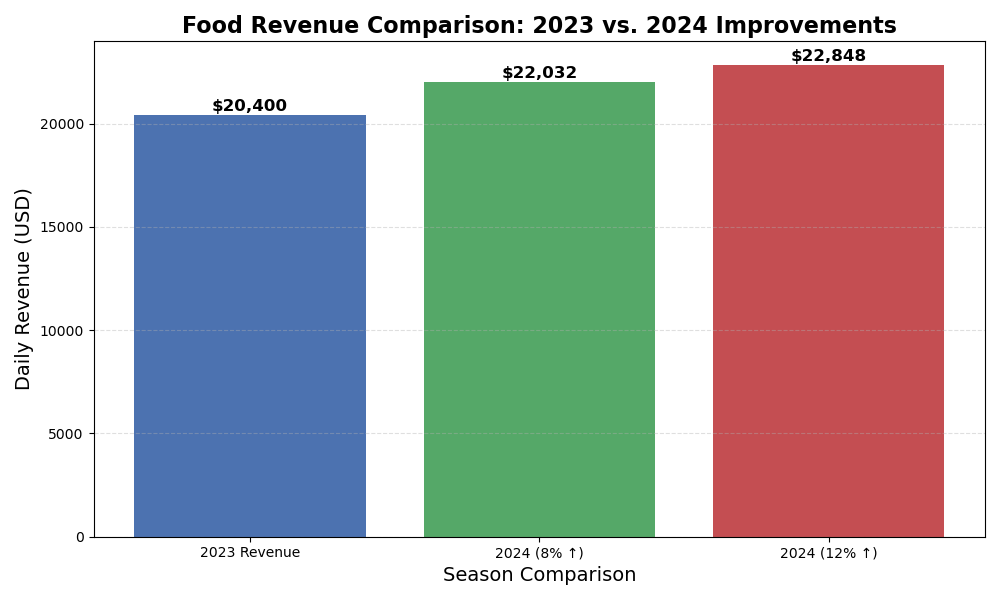 Food Revenue Comparison: 2023 vs. 2024 Improvements
$20,400
$22,032
$22,848
Daily Revenue (USD)
20000
15000
10000
5000
0
2023 Revenue
2024 (8% ↑)
2024 (12% ↑)
Season Comparison